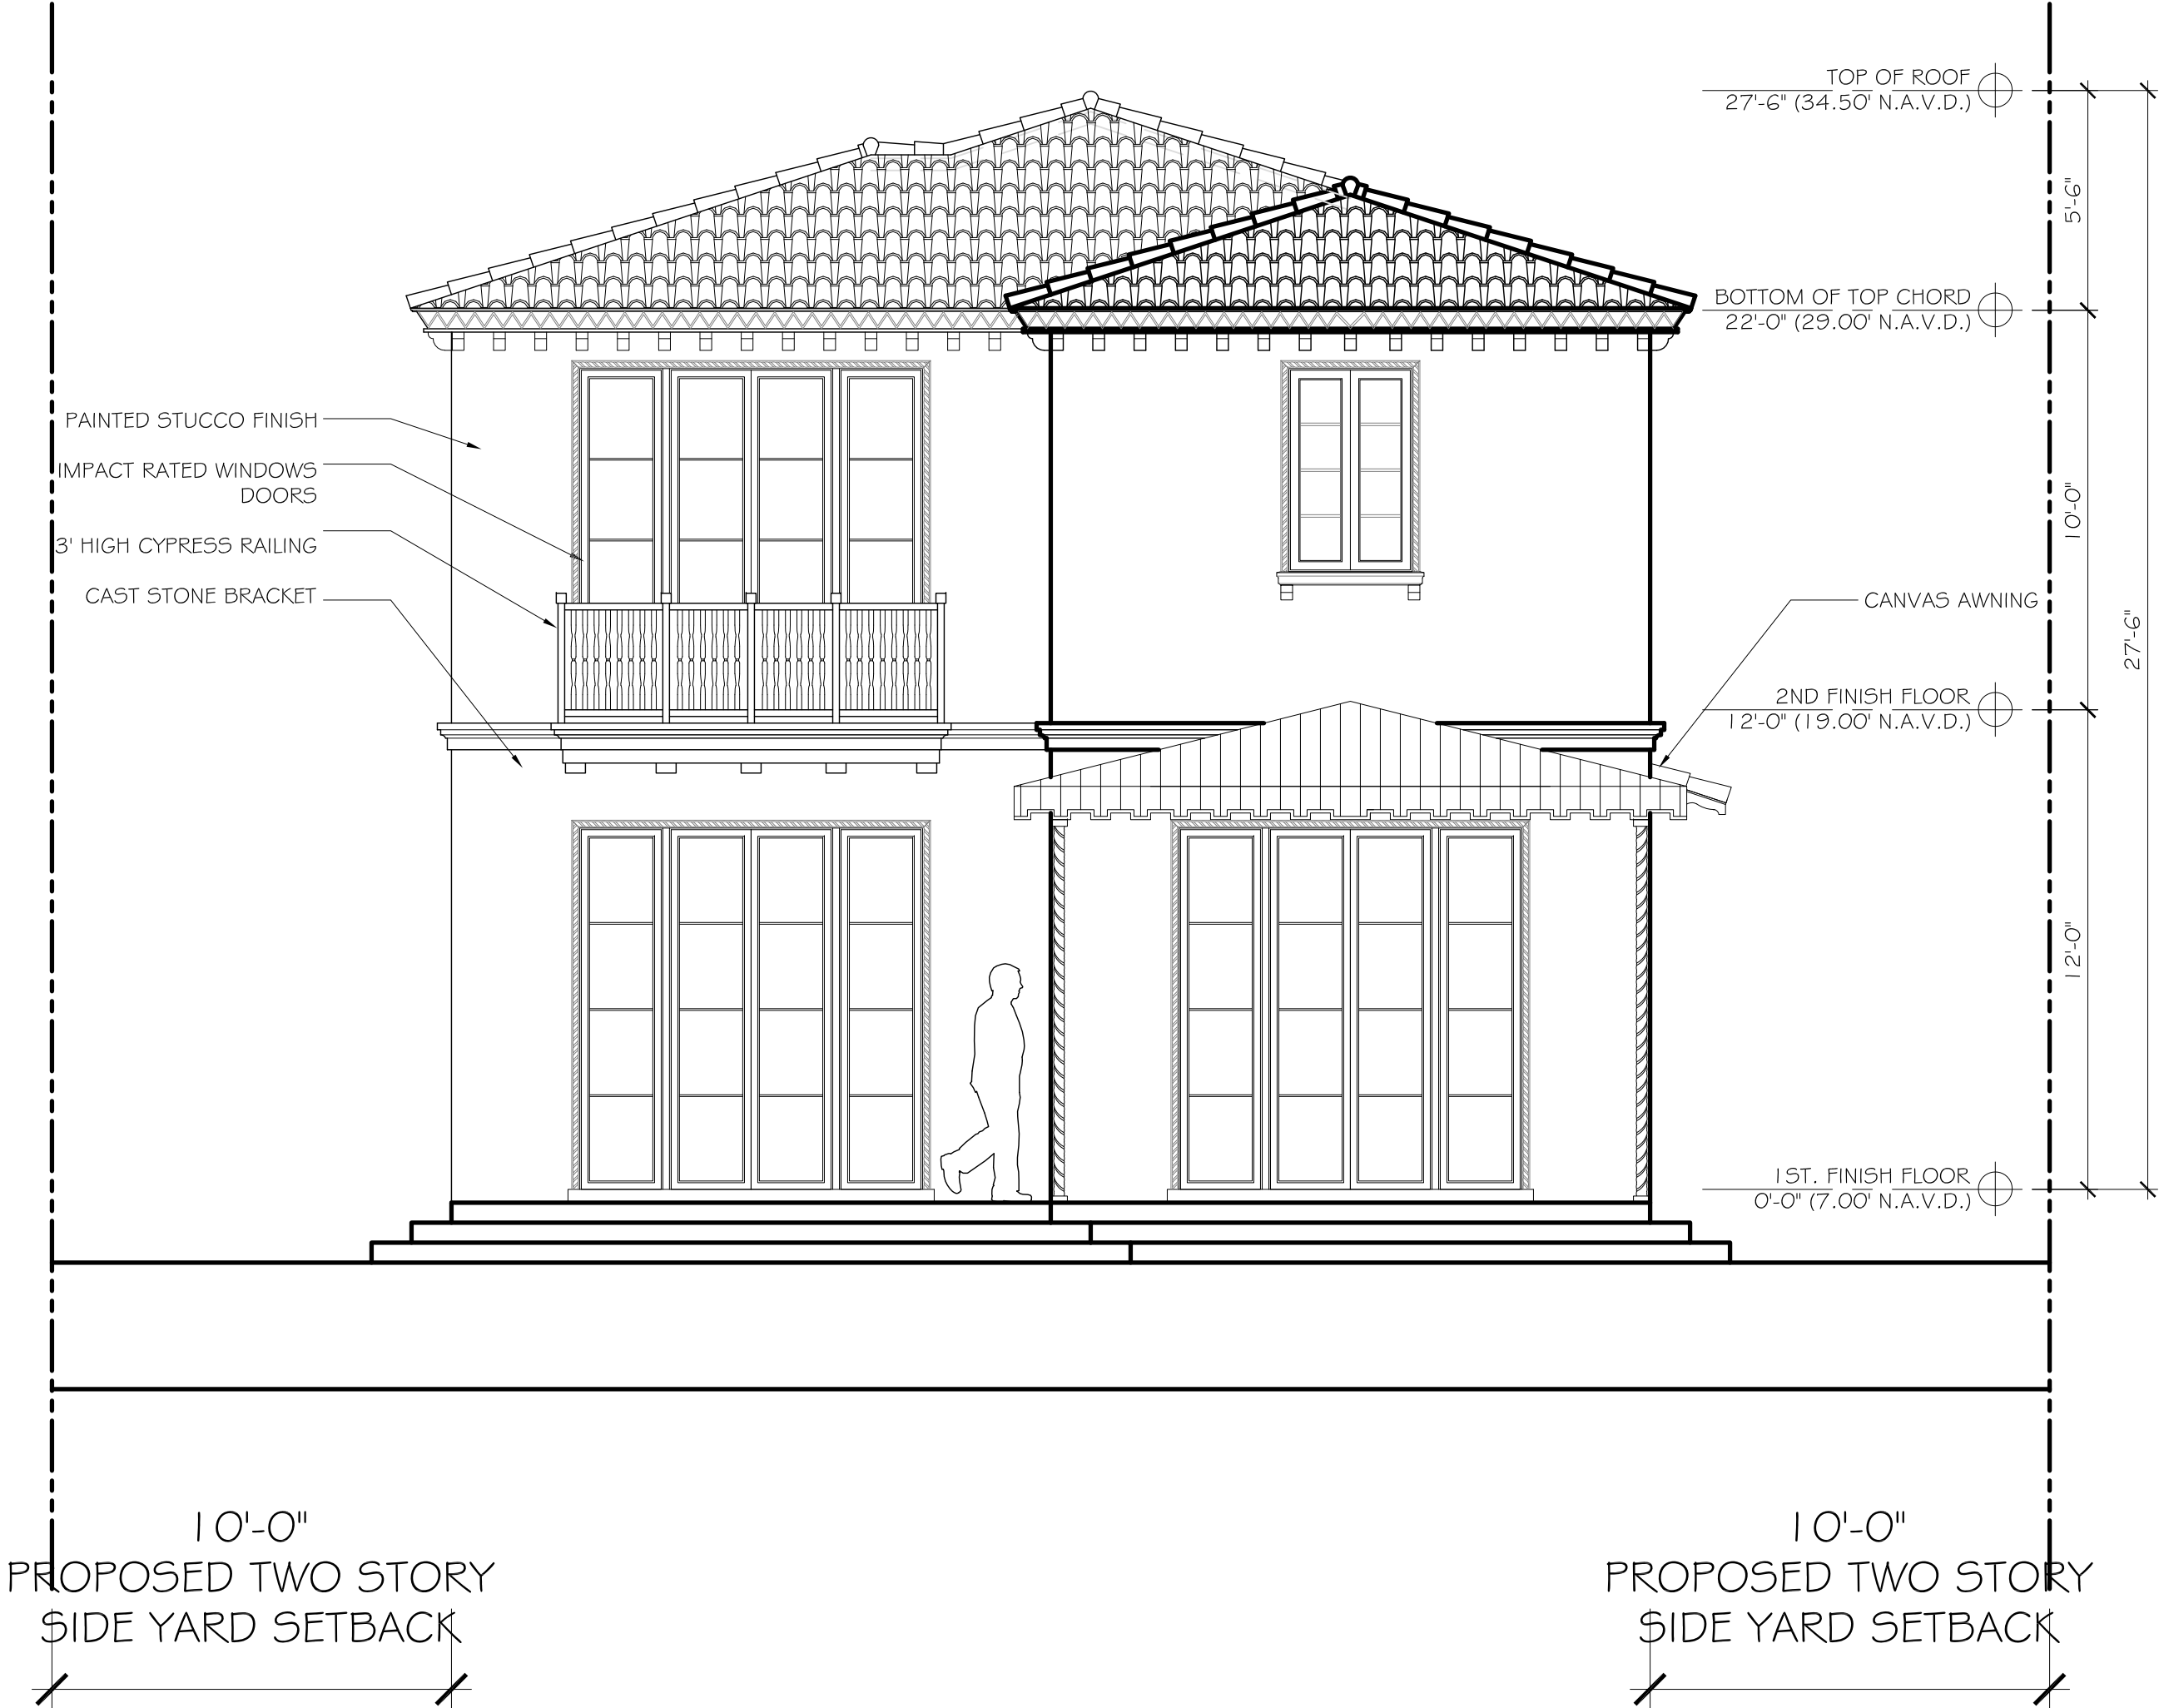 TOP OF ROOF
27'-6" (34.50' N.A.V.D.)
5'-6"
BOTTOM OF TOP CHORD
22'-0" (29.00' N.A.V.D.)
PAINTED STUCCO FINISH
IMPACT RATED WINDOWS
DOORS
3' HIGH CYPRESS RAILING
CAST STONE BRACKET
10'-0"
CANVAS AWNING
27'-6"
2ND FINISH FLOOR
12'-0" (19.00' N.A.V.D.)
12'-0"
1ST. FINISH FLOOR
0'-0" (7.00' N.A.V.D.)
10'-0"
PROPOSED TWO STORY
SIDE YARD SETBACK
10'-0"
PROPOSED TWO STORY
SIDE YARD SETBACK